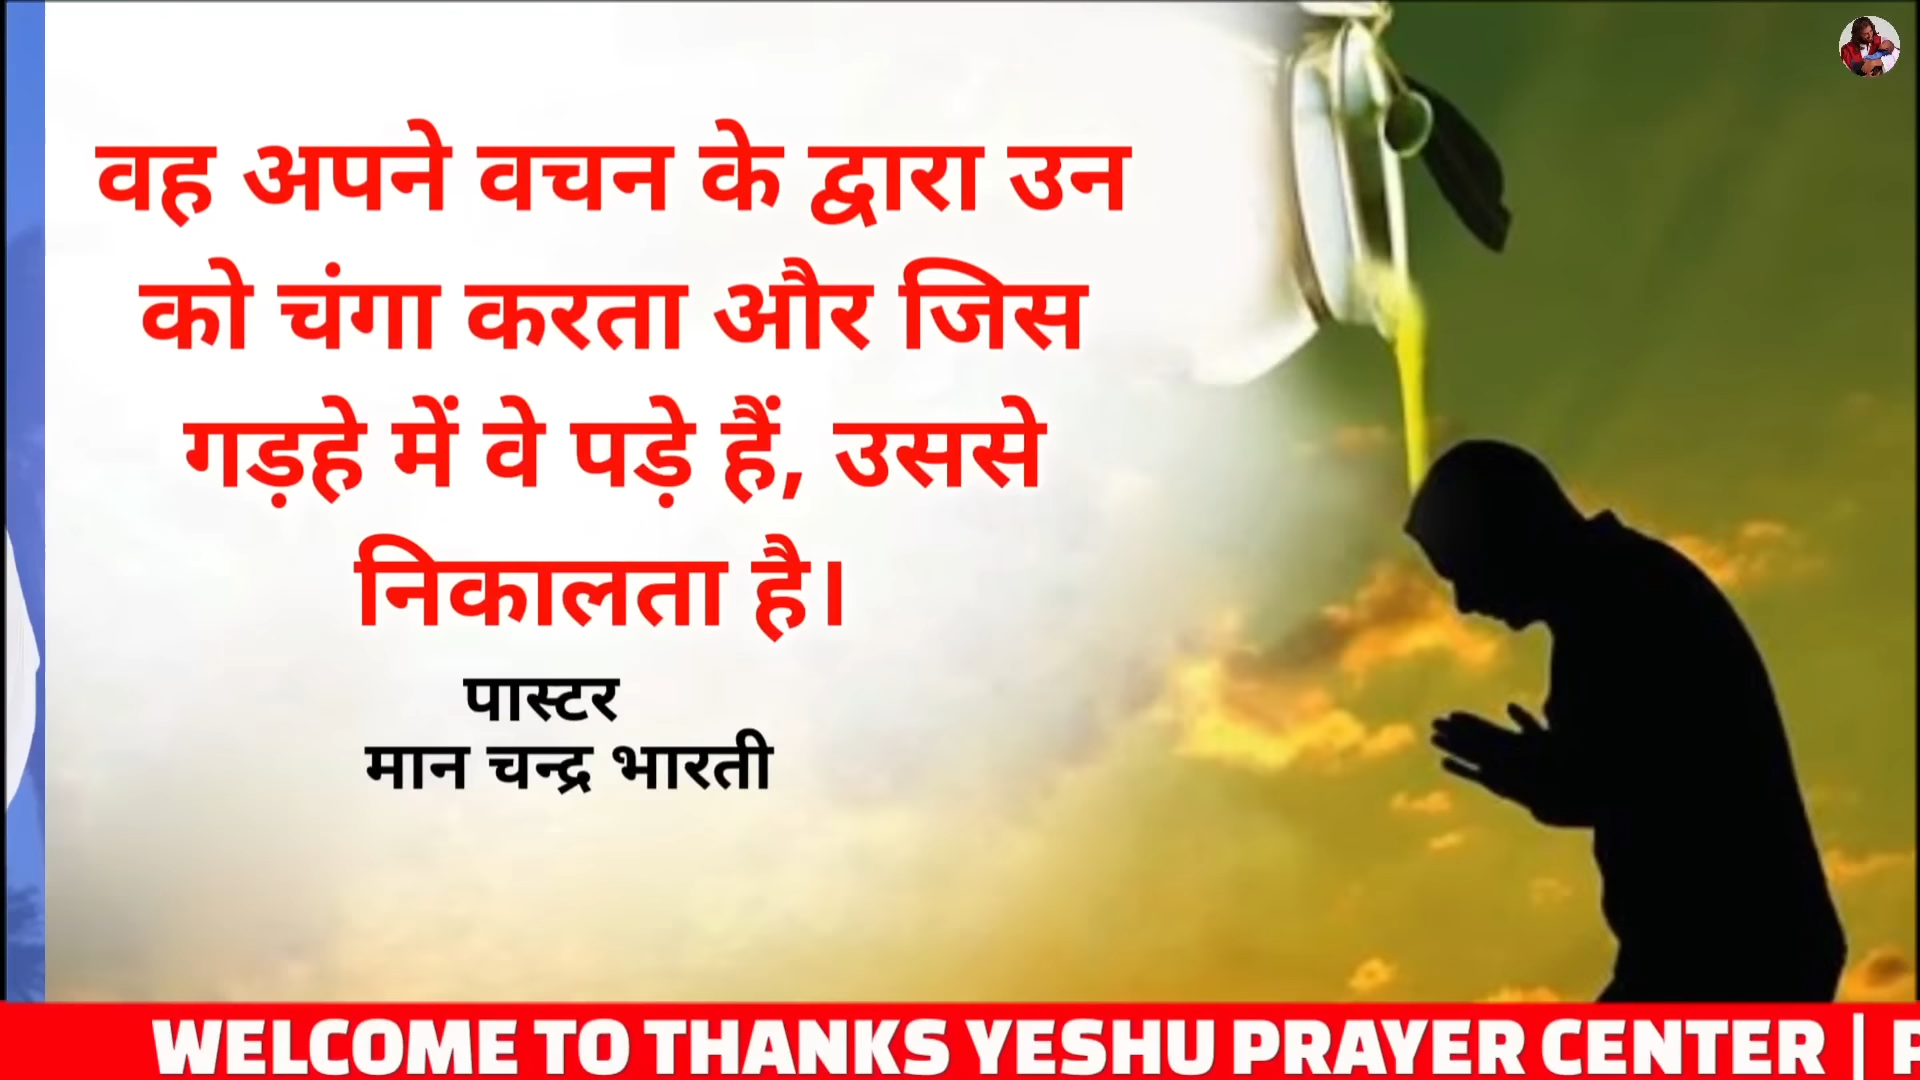 वह अपने वचन के द्वारा उन
को चंगा करता और जिस
गड़हे में वे पड़े हैं, उससे
निकालता है।
पास्टर
मान चन्द्र भारती
WELCOME TO THANKS YESHU PRAYER CENTER |